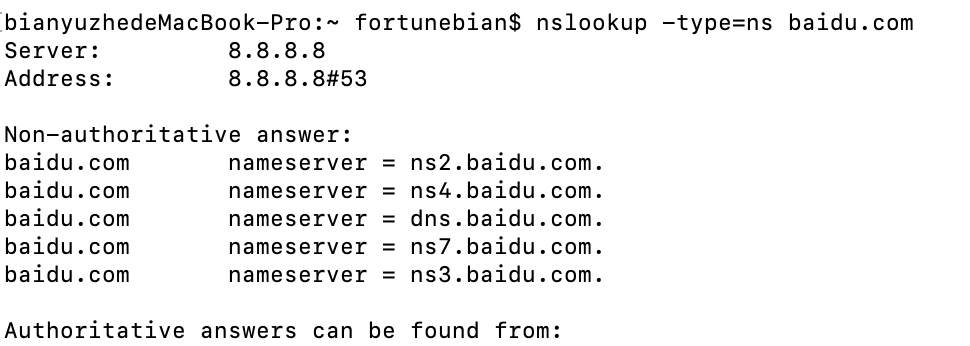 bianyuzhedeMacBook-Pro:~ fortunebian$ nslookup -type=ns baidu.com
Server:		8.8.8.8
Address:	8.8.8.8#53

Non-authoritative answer:
baidu.com	nameserver = ns2.baidu.com.
baidu.com	nameserver = ns4.baidu.com.
baidu.com	nameserver = dns.baidu.com.
baidu.com	nameserver = ns7.baidu.com.
baidu.com	nameserver = ns3.baidu.com.

Authoritative answers can be found from: